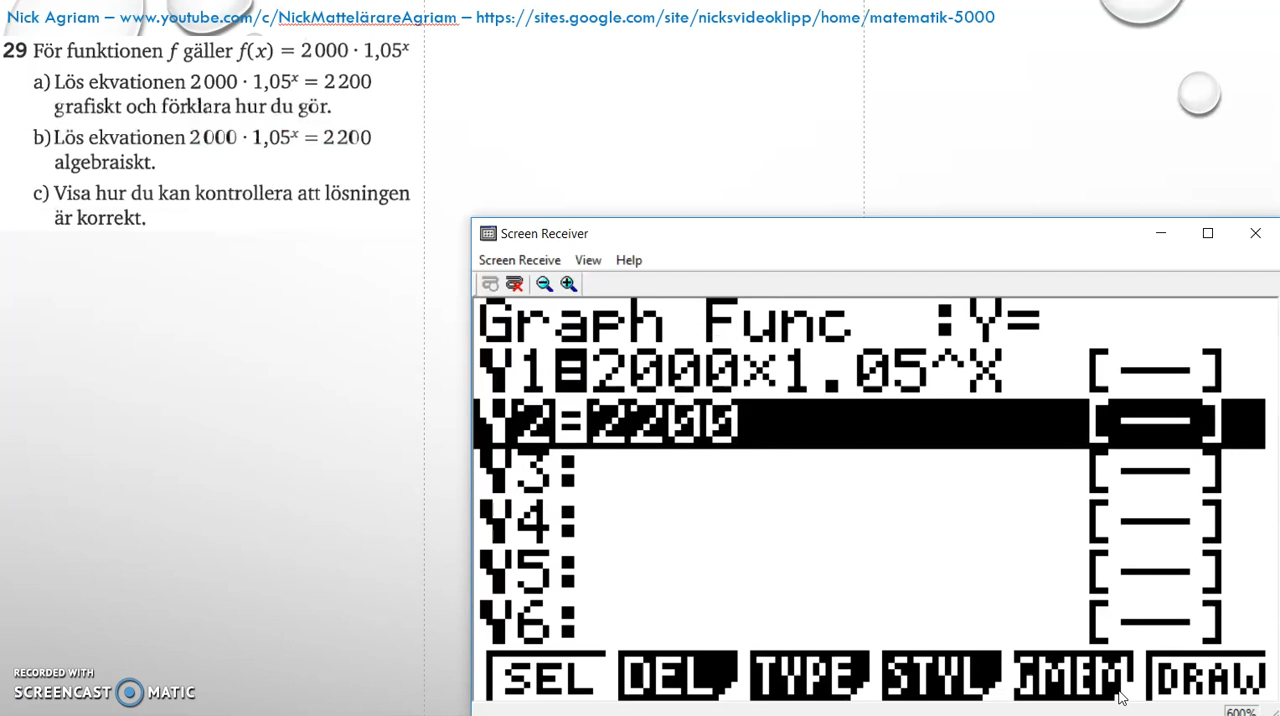 Nick Agriam – www.youtube.com/c/NickMattelärareAgriam – https://sites.google.com/site/nicksvideoklipp/home/matematik-5000
29 För funktionen f gäller f(x) = 2 000 · 1,05ˣ
a) Lös ekvationen 2 000 · 1,05ˣ = 2 200
grafiskt och förklara hur du gör.
b) Lös ekvationen 2 000 · 1,05ˣ = 2 200
algebraiskt.
c) Visa hur du kan kontrollera att lösningen
är korrekt.
Screen Receiver
Screen Receive View Help
Graph Func :Y=
Y1=2000×1.05^X [—]
Y2=2200 [—]
Y3: [—]
Y4: [—]
Y5: [—]
Y6: [—]
SEL DEL TYPE STYL GMEM DRAW
600%
RECORDED WITH
SCREENCAST MATIC